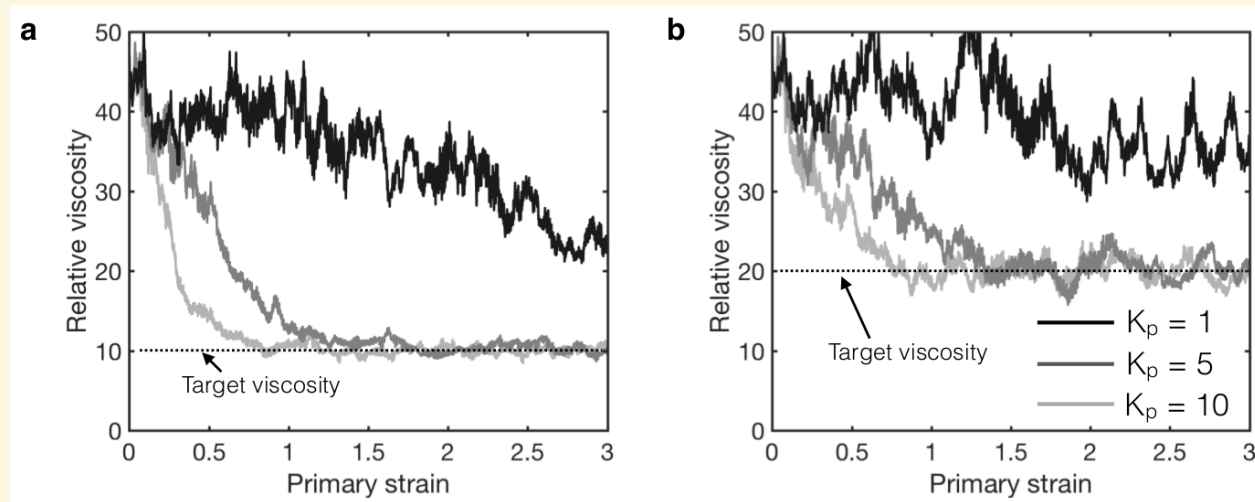 a
50
40
30
20
10
0
Relative viscosity
Target viscosity
0 0.5 1 1.5 2 2.5 3
Primary strain
b
50
40
30
20
10
0
Relative viscosity
Target viscosity
Kp = 1
Kp = 5
Kp = 10
0 0.5 1 1.5 2 2.5 3
Primary strain